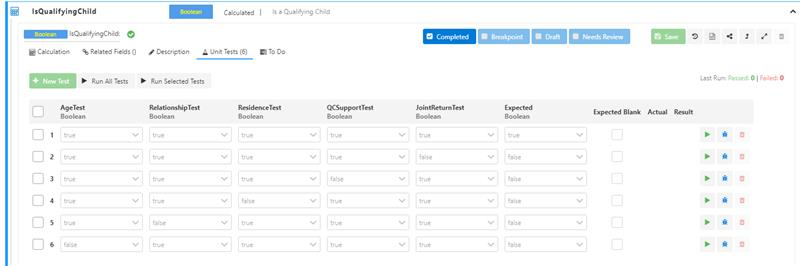 IsQualifyingChild Boolean Calculated | Is a Qualifying Child
Boolean IsQualifyingChild: Completed Breakpoint Draft Needs Review Save
Calculation Related Fields () Description Unit Tests (6) To Do
New Test Run All Tests Run Selected Tests Last Run: Passed: 0 | Failed: 0
AgeTest RelationshipTest ResidenceTest QCSupportTest JointReturnTest Expected Expected Blank Actual Result
Boolean Boolean Boolean Boolean Boolean Boolean
1 true true true true true true
2 true true true true false false
3 true true true false true false
4 true true false true true false
5 true false true true true false
6 false true true true true false